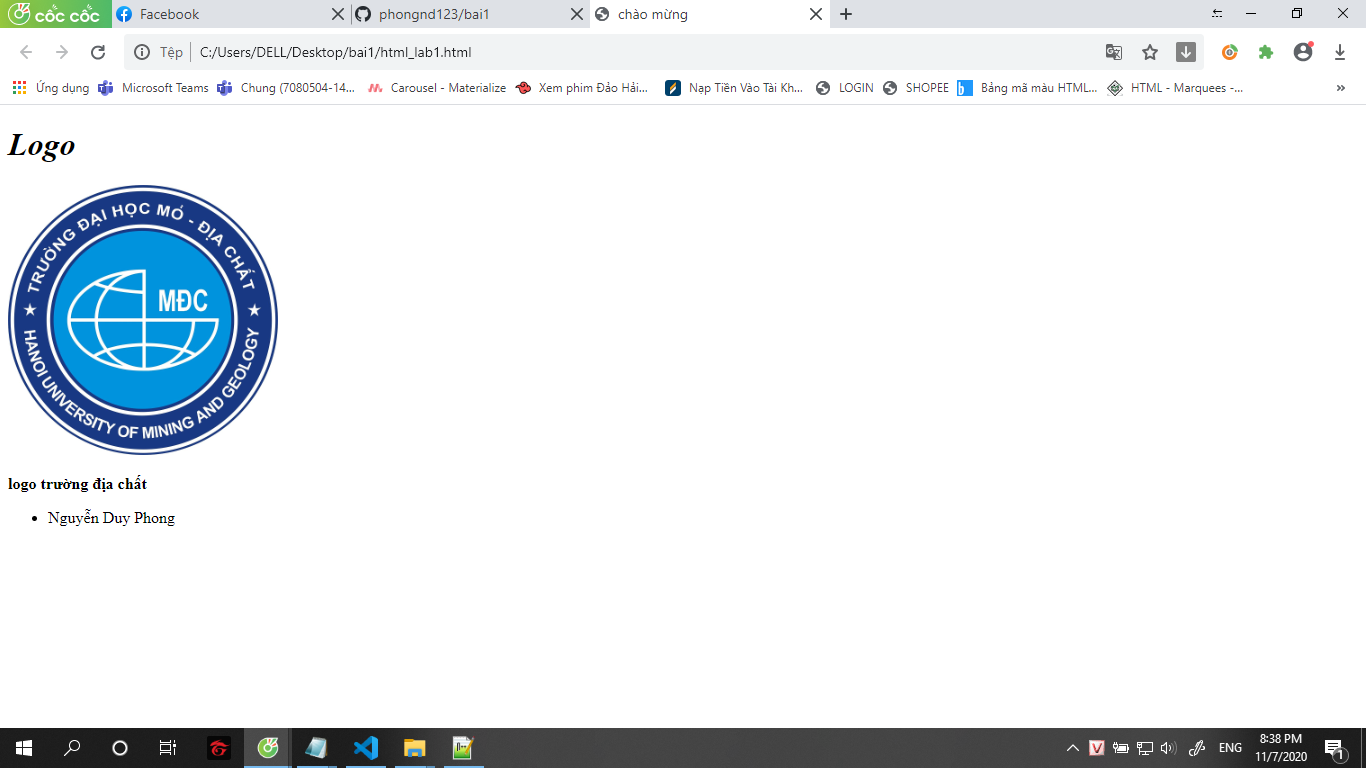 cốc cốc
Facebook
phongnd123/bai1
chào mừng
Tệp
C:/Users/DELL/Desktop/bai1/html_lab1.html
Ứng dụng
Microsoft Teams
Chung (7080504-14...
Carousel - Materialize
Xem phim Đảo Hải...
Nạp Tiền Vào Tài Kh...
LOGIN
SHOPEE
Bảng mã màu HTML...
HTML - Marquees -...
»
Logo
TRƯỜNG ĐẠI HỌC MỎ - ĐỊA CHẤT
MĐC
HANOI UNIVERSITY OF MINING AND GEOLOGY
logo trường địa chất
• Nguyễn Duy Phong
V
ENG
8:38 PM
11/7/2020
1